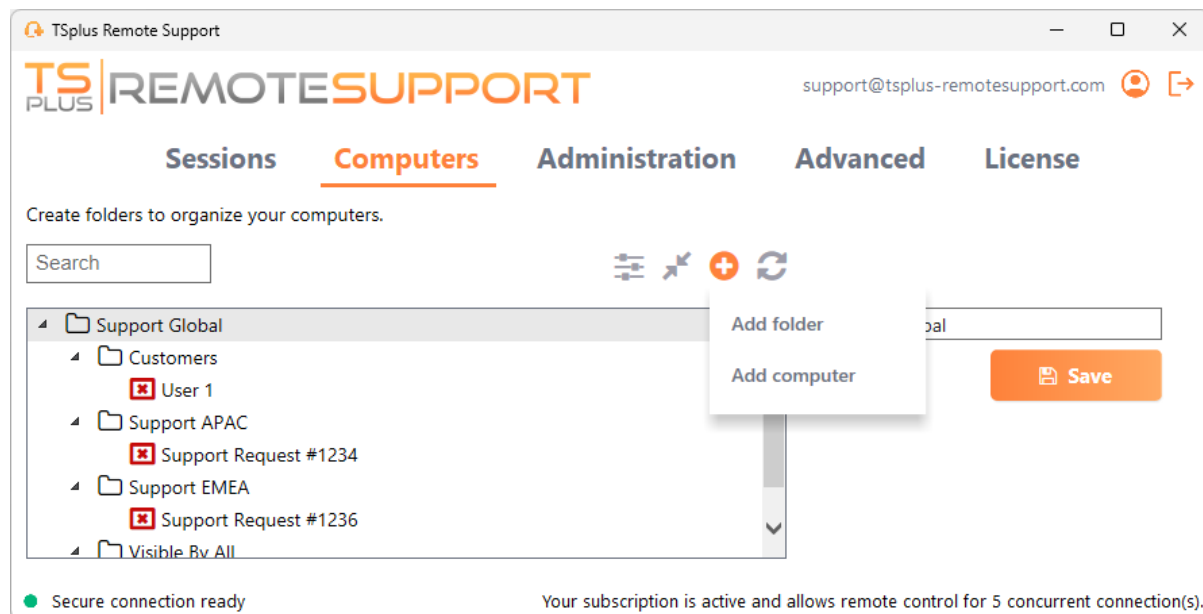 TSplus Remote Support
TS PLUS REMOTESUPPORT
support@tsplus-remotesupport.com
Sessions Computers Administration Advanced License
Create folders to organize your computers.
Search
Support Global
Add folder
bal
Customers
Add computer
Save
User 1
Support APAC
Support Request #1234
Support EMEA
Support Request #1236
Visible By All
Secure connection ready
Your subscription is active and allows remote control for 5 concurrent connection(s).